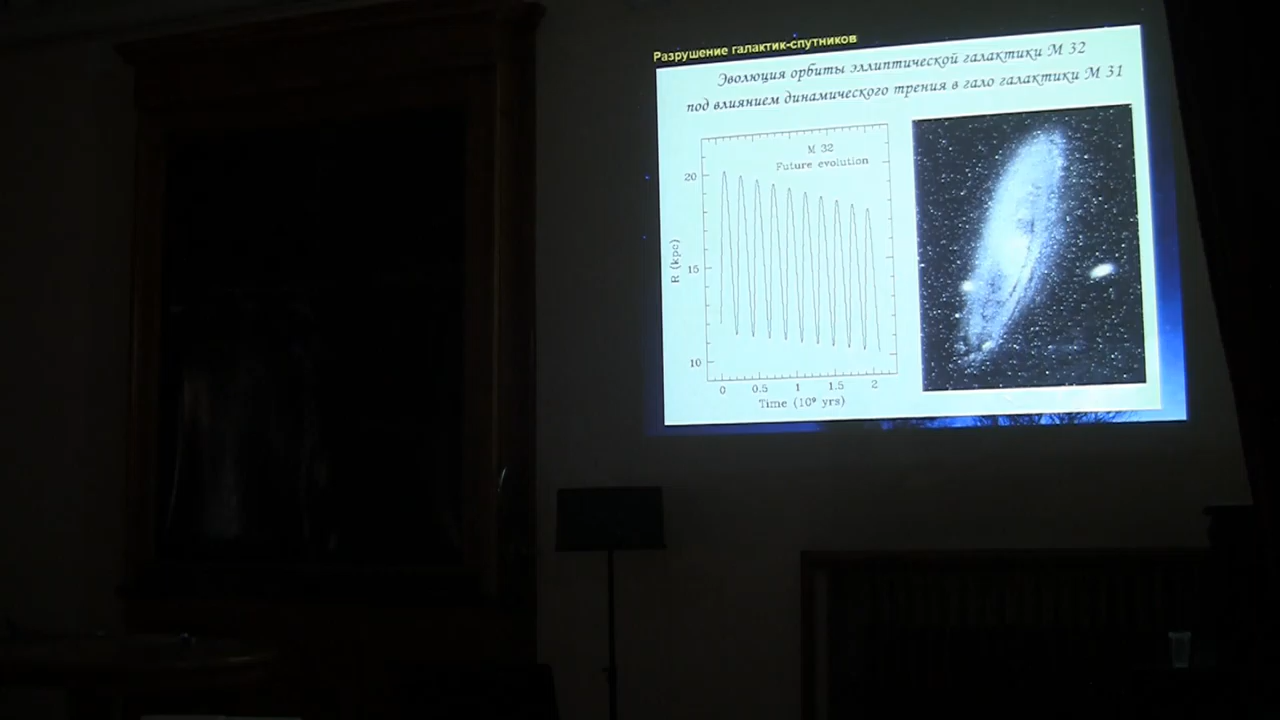 Разрушение галактик-спутников
Эволюция орбиты эллиптической галактики М 32
под влиянием динамического трения в гало галактики М 31
M 32
Future evolution
20
15
10
R (kpc)
0 0.5 1 1.5 2
Time (10⁹ yrs)